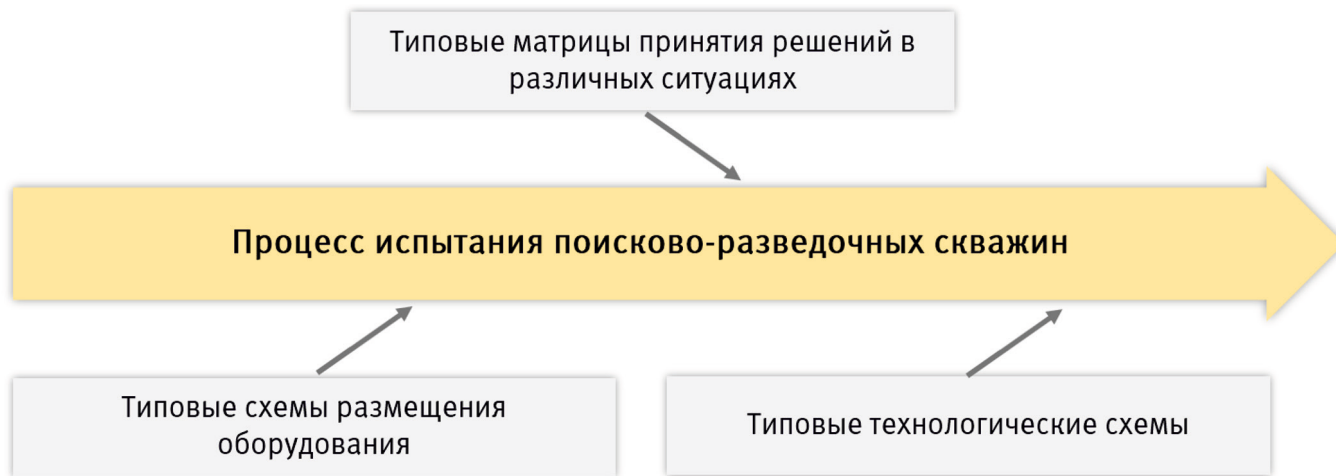 Типовые матрицы принятия решений в
различных ситуациях
Процесс испытания поисково-разведочных скважин
Типовые схемы размещения
оборудования
Типовые технологические схемы